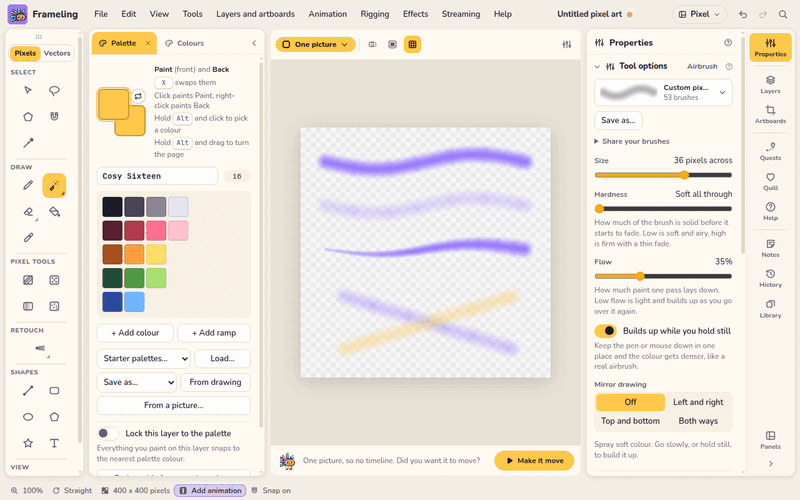 Frameling File Edit View Tools Layers and artboards Animation Rigging Effects Streaming Help Untitled pixel art Pixel
Pixels Vectors
SELECT
DRAW
PIXEL TOOLS
RETOUCH
SHAPES
VIEW
Palette × Colours
Paint (front) and Back
X swaps them
Click paints Paint, right-
click paints Back
Hold Alt and click to pick
a colour
Hold Alt and drag to turn
the page
Cosy Sixteen 16
+ Add colour + Add ramp
Starter palettes... Load...
Save as... From drawing
From a picture...
Lock this layer to the palette
Everything you paint on this layer snaps to
the nearest palette colour.
One picture
One picture, so no timeline. Did you want it to move? Make it move
Properties
Tool options Airbrush
Custom pix...
53 brushes
Save as...
Share your brushes
Size 36 pixels across
Hardness Soft all through
How much of the brush is solid before it
starts to fade. Low is soft and airy, high
is firm with a thin fade.
Flow 35%
How much paint one pass lays down.
Low flow is light and builds up as you go
over it again.
Builds up while you hold still
Keep the pen or mouse down in one
place and the colour gets denser, like a
real airbrush.
Mirror drawing
Off Left and right
Top and bottom Both ways
Spray soft colour. Go slowly, or hold still,
to build it up.
Properties
Layers
Artboards
Quests
Quill
Help
Notes
History
Library
Panels
100% Straight 400 x 400 pixels Add animation Snap on